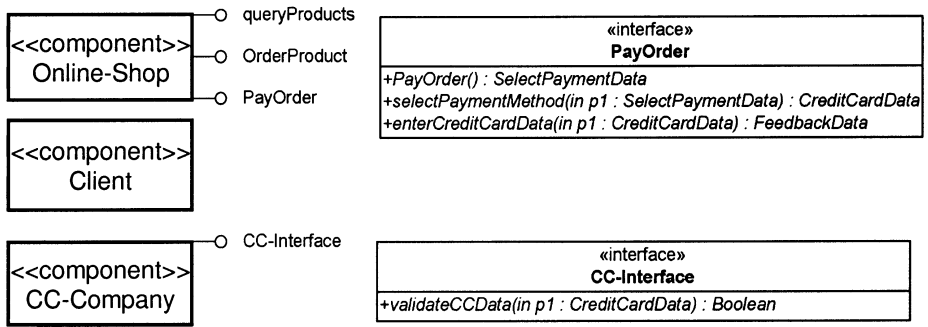 <<component>>
Online-Shop
queryProducts
OrderProduct
PayOrder
«interface»
PayOrder
+PayOrder() : SelectPaymentData
+selectPaymentMethod(in p1 : SelectPaymentData) : CreditCardData
+enterCreditCardData(in p1 : CreditCardData) : FeedbackData
<<component>>
Client
<<component>>
CC-Company
CC-Interface
«interface»
CC-Interface
+validateCCData(in p1 : CreditCardData) : Boolean